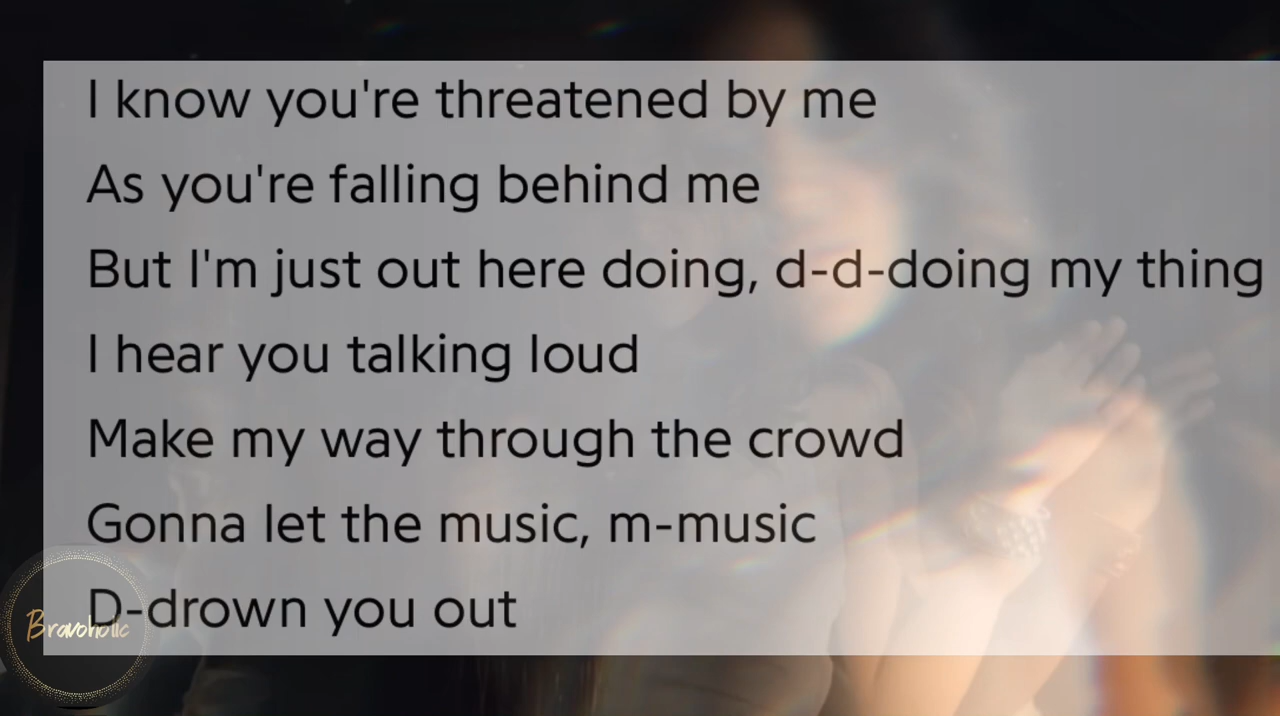 I know you're threatened by me
As you're falling behind me
But I'm just out here doing, d-d-doing my thing
I hear you talking loud
Make my way through the crowd
Gonna let the music, m-music
D-drown you out
Bravoholic